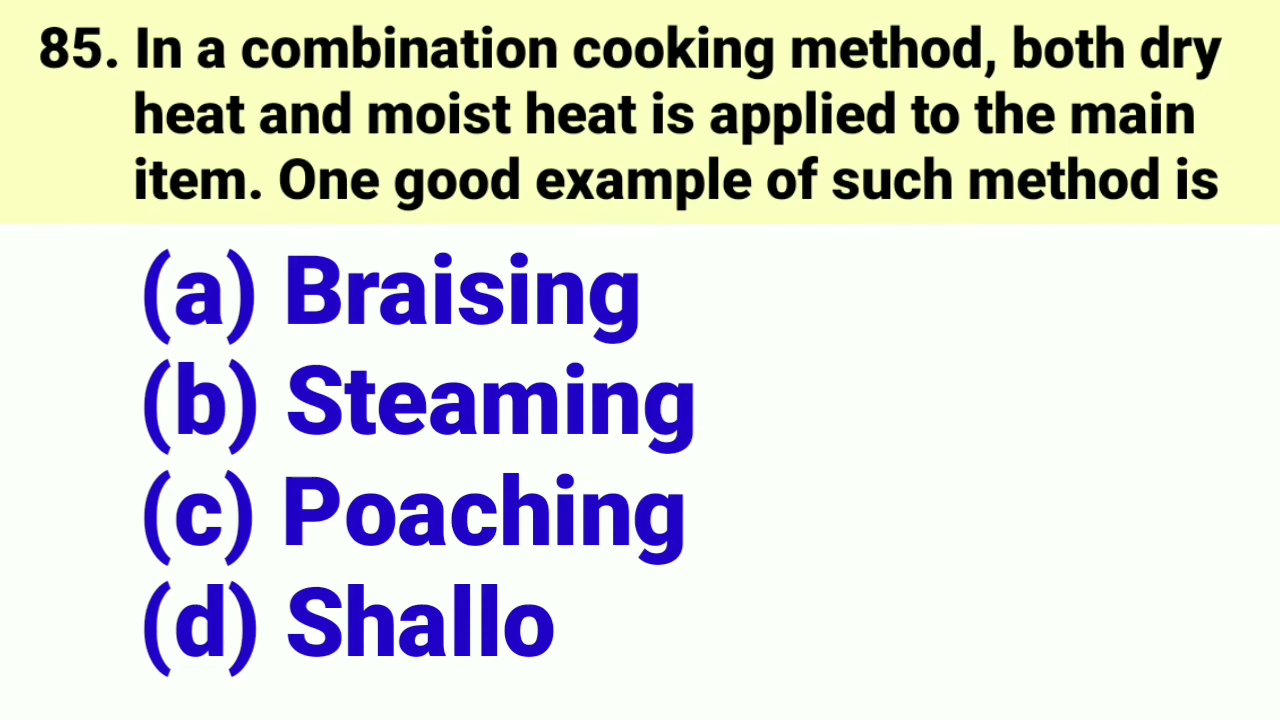 85. In a combination cooking method, both dry
heat and moist heat is applied to the main
item. One good example of such method is
(a) Braising
(b) Steaming
(c) Poaching
(d) Shallo